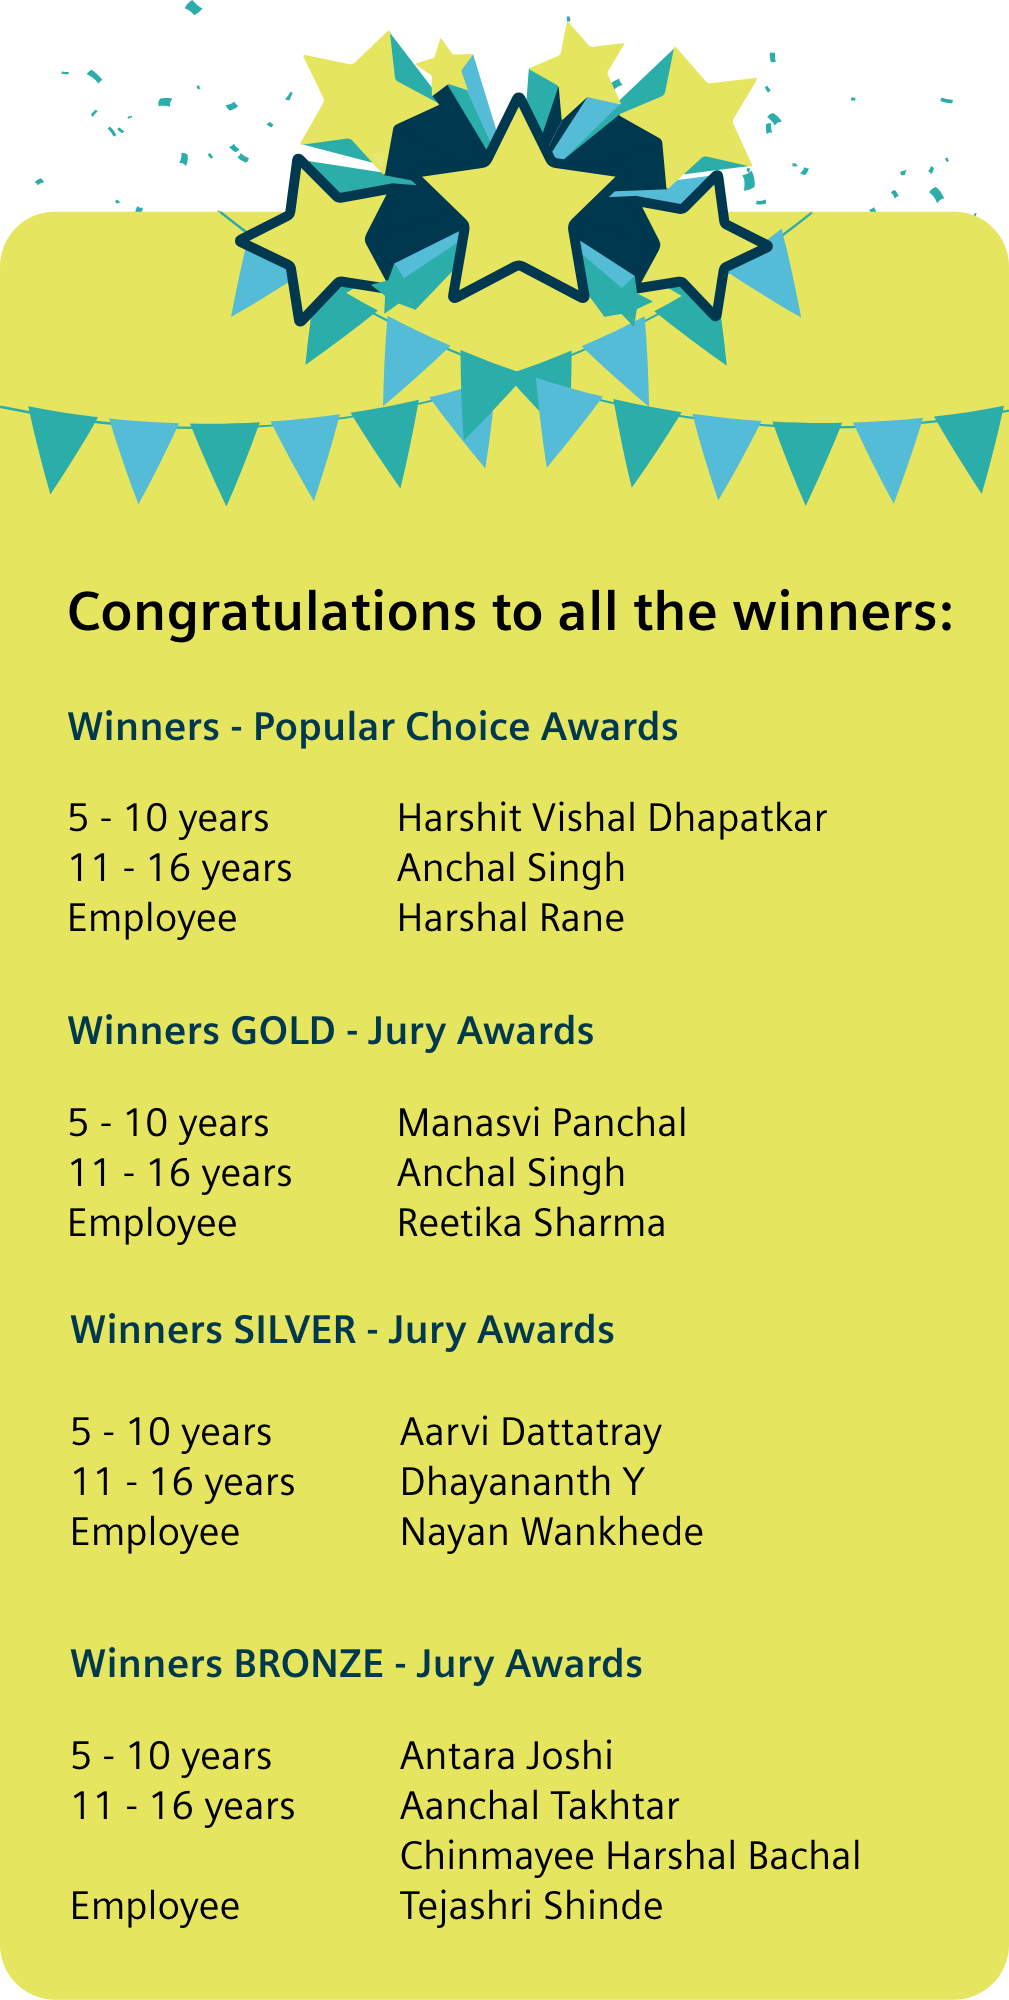 Congratulations to all the winners:
Winners - Popular Choice Awards
5 - 10 years Harshit Vishal Dhapatkar
11 - 16 years Anchal Singh
Employee Harshal Rane
Winners GOLD - Jury Awards
5 - 10 years Manasvi Panchal
11 - 16 years Anchal Singh
Employee Reetika Sharma
Winners SILVER - Jury Awards
5 - 10 years Aarvi Dattatray
11 - 16 years Dhayananth Y
Employee Nayan Wankhede
Winners BRONZE - Jury Awards
5 - 10 years Antara Joshi
11 - 16 years Aanchal Takhtar
Chinmayee Harshal Bachal
Employee Tejashri Shinde